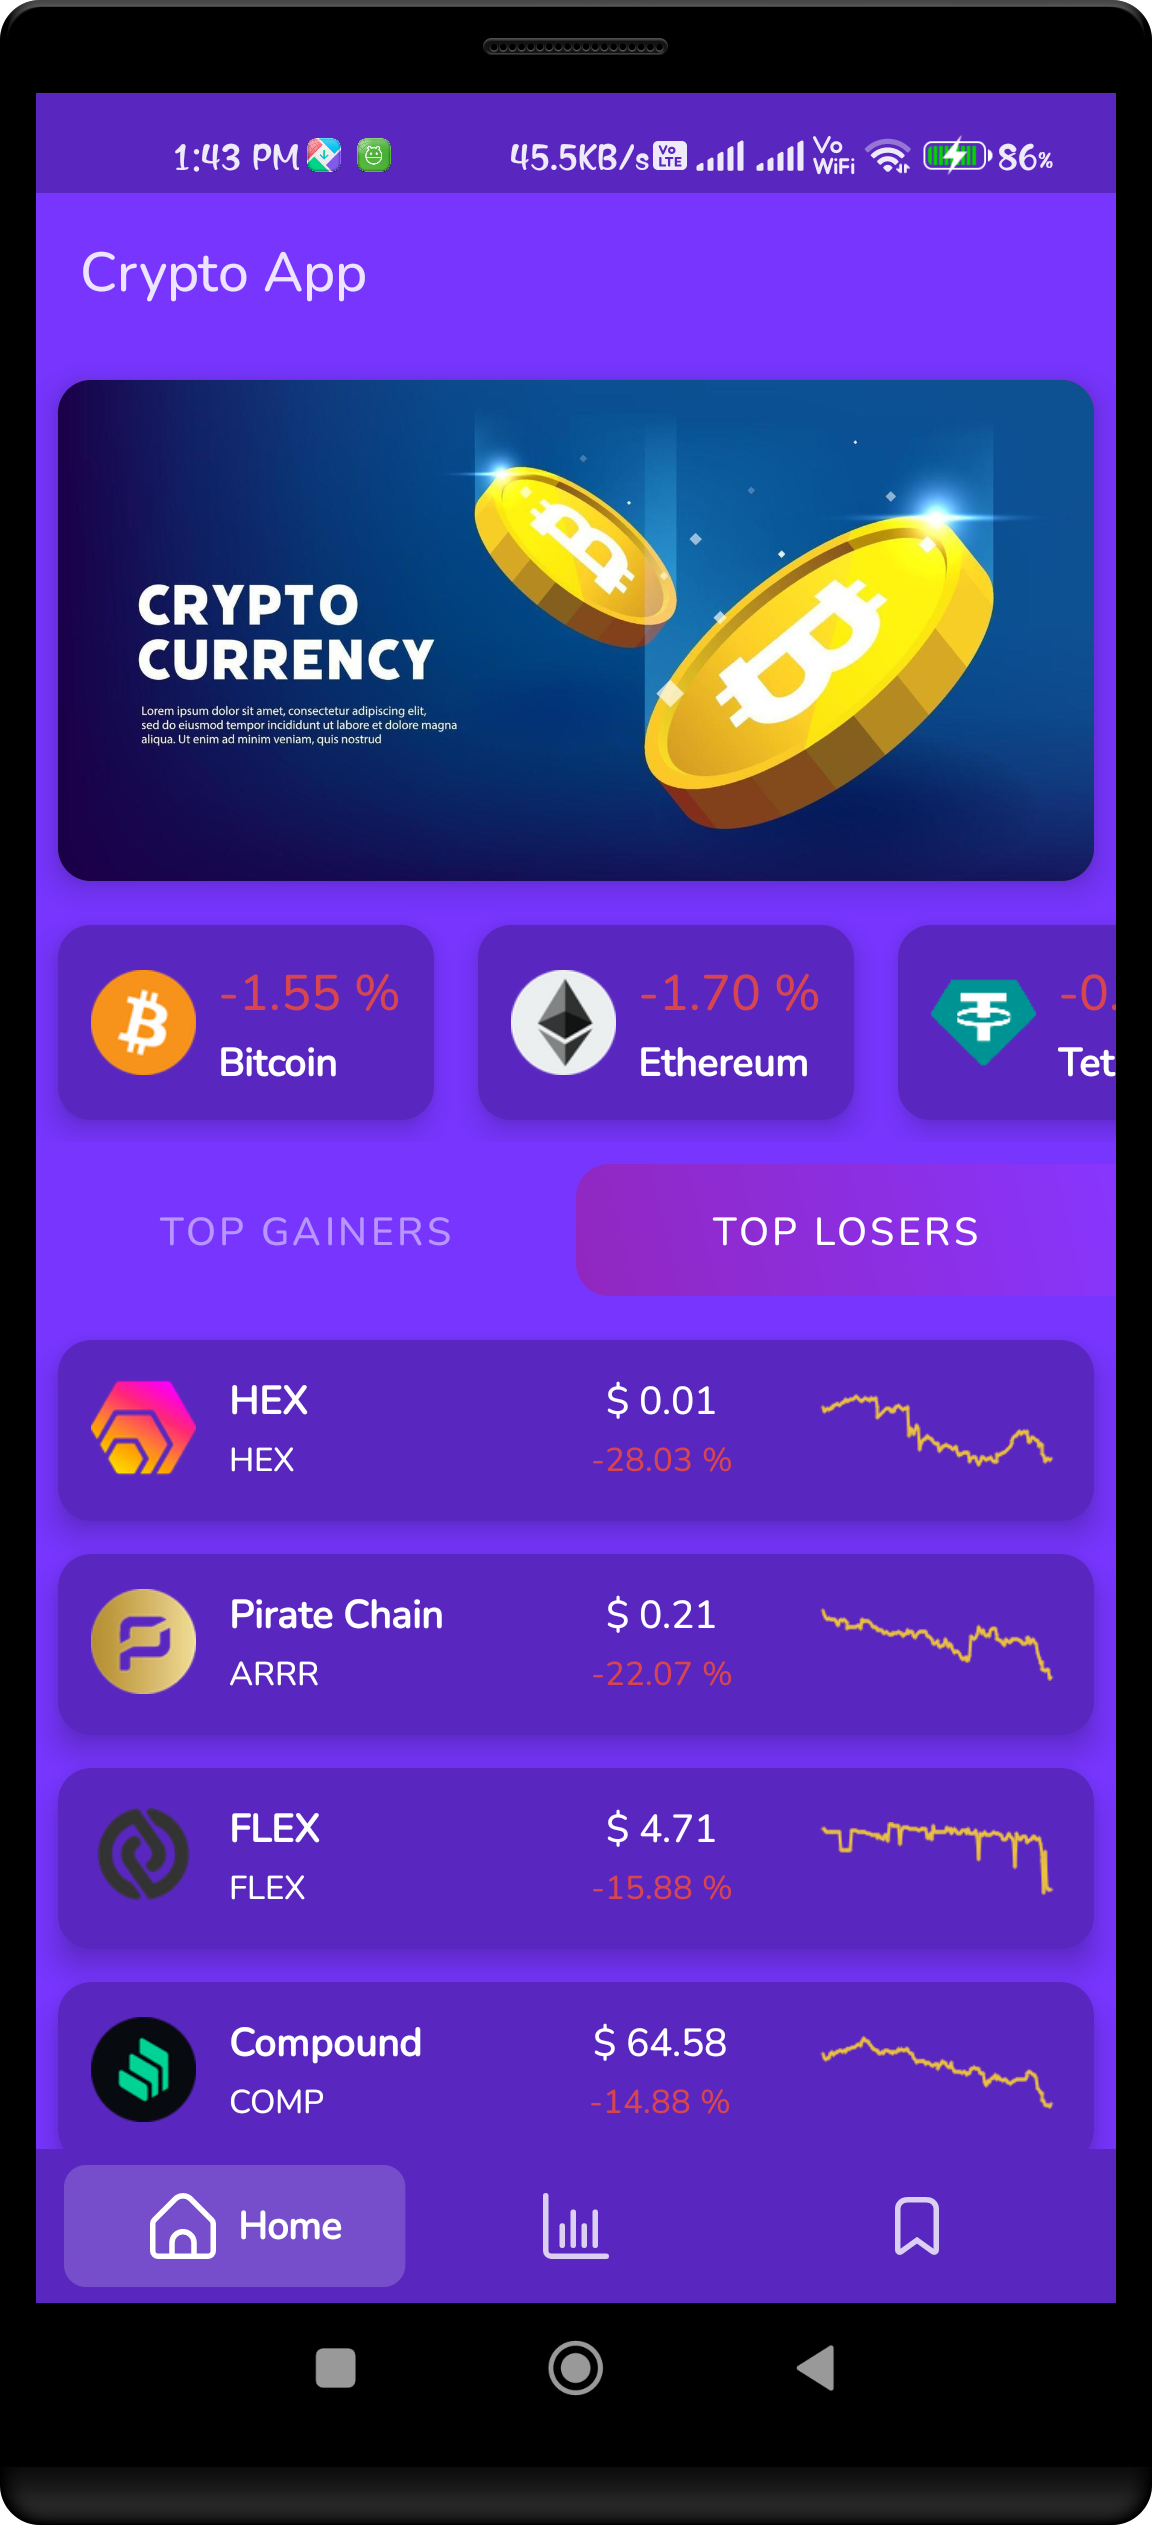 1:43 PM 45.5KB/s Vo LTE Vo WiFi 86%
Crypto App
CRYPTO
CURRENCY
Lorem ipsum dolor sit amet, consectetur adipiscing elit,
sed do eiusmod tempor incididunt ut labore et dolore magna
aliqua. Ut enim ad minim veniam, quis nostrud
-1.55 % -1.70 % -0.
Bitcoin Ethereum Tet
TOP GAINERS TOP LOSERS
HEX $ 0.01
HEX -28.03 %
Pirate Chain $ 0.21
ARRR -22.07 %
FLEX $ 4.71
FLEX -15.88 %
Compound $ 64.58
COMP -14.88 %
Home